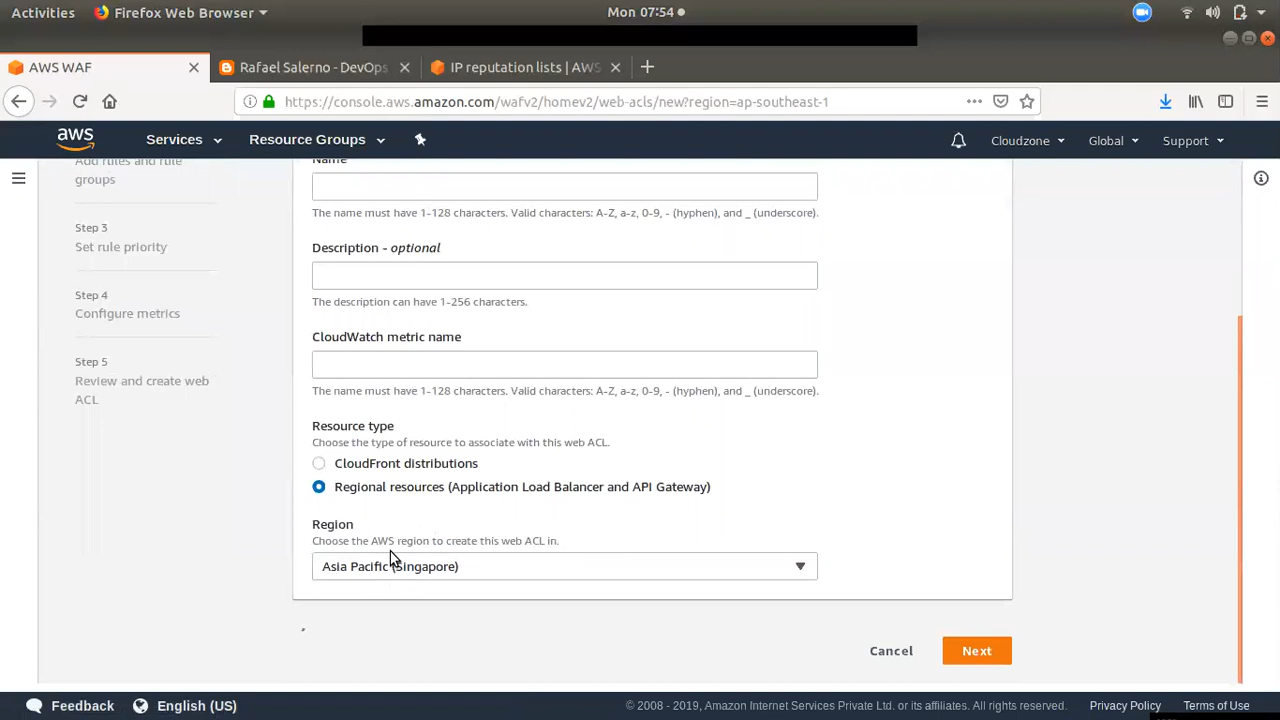 Activities Firefox Web Browser Mon 07:54
AWS WAF Rafael Salerno - DevOps IP reputation lists | AWS
https://console.aws.amazon.com/wafv2/homev2/web-acls/new?region=ap-southeast-1
aws Services Resource Groups Cloudzone Global Support
Add rules and rule
groups
Step 3
Set rule priority
Step 4
Configure metrics
Step 5
Review and create web
ACL
Name
The name must have 1-128 characters. Valid characters: A-Z, a-z, 0-9, - (hyphen), and _ (underscore).
Description - optional
The description can have 1-256 characters.
CloudWatch metric name
The name must have 1-128 characters. Valid characters: A-Z, a-z, 0-9, - (hyphen), and _ (underscore).
Resource type
Choose the type of resource to associate with this web ACL.
CloudFront distributions
Regional resources (Application Load Balancer and API Gateway)
Region
Choose the AWS region to create this web ACL in.
Asia Pacific (Singapore)
Cancel Next
Feedback English (US) © 2008 - 2019, Amazon Internet Services Private Ltd. or its affiliates. All rights reserved. Privacy Policy Terms of Use